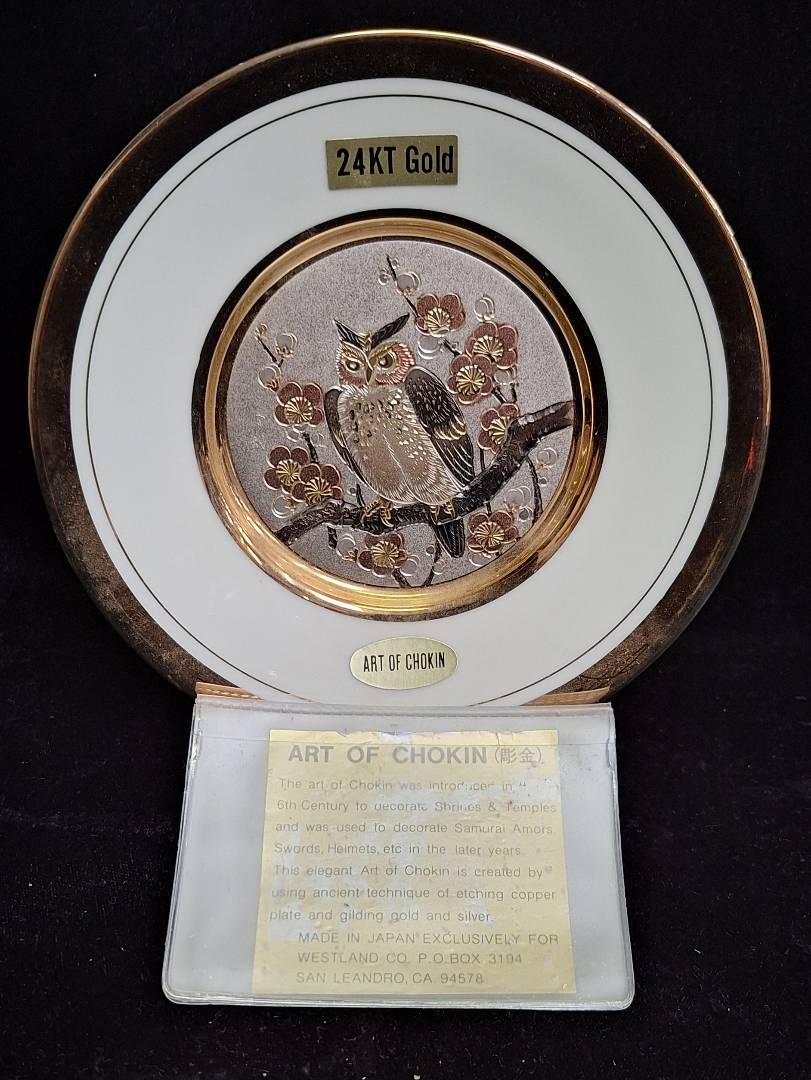 24KT Gold
ART OF CHOKIN
ART OF CHOKIN (彫金)
The art of Chokin was introduced in
6th Century to decorate Shrines & Temples
and was used to decorate Samurai Amors,
Swords, Helmets, etc in the later years.
This elegant Art of Chokin is created by
using ancient technique of etching copper
plate and gilding gold and silver.
MADE IN JAPAN EXCLUSIVELY FOR
WESTLAND CO. P.O.BOX 3194
SAN LEANDRO, CA 94578